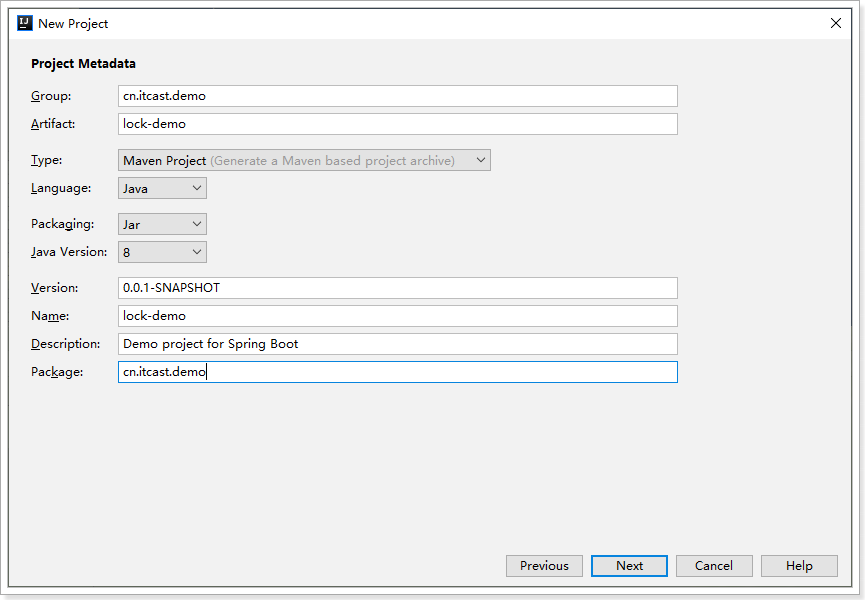 New Project
Project Metadata
Group: cn.itcast.demo
Artifact: lock-demo
Type: Maven Project (Generate a Maven based project archive)
Language: Java
Packaging: Jar
Java Version: 8
Version: 0.0.1-SNAPSHOT
Name: lock-demo
Description: Demo project for Spring Boot
Package: cn.itcast.demo
Previous Next Cancel Help